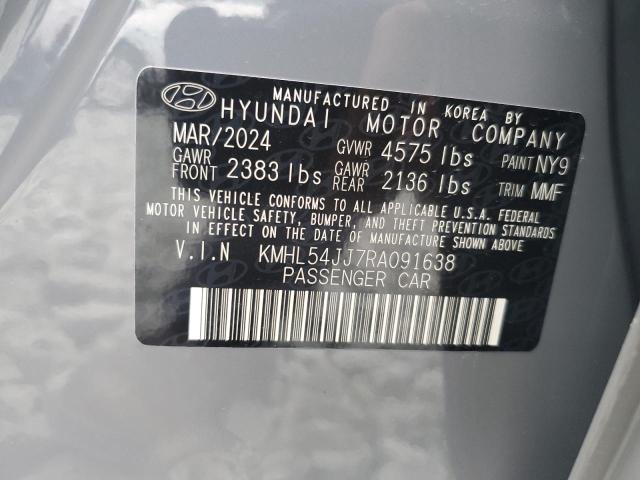 MANUFACTURED IN KOREA BY
HYUNDAI MOTOR COMPANY
MAR/2024 GVWR 4575 lbs PAINT NY9
GAWR FRONT 2383 lbs GAWR REAR 2136 lbs TRIM MMF
THIS VEHICLE CONFORMS TO ALL APPLICABLE U.S.A. FEDERAL
MOTOR VEHICLE SAFETY, BUMPER, AND THEFT PREVENTION STANDARDS
IN EFFECT ON THE DATE OF MANUFACTURE SHOWN ABOVE
V.I.N KMHL54JJ7RA091638
PASSENGER CAR